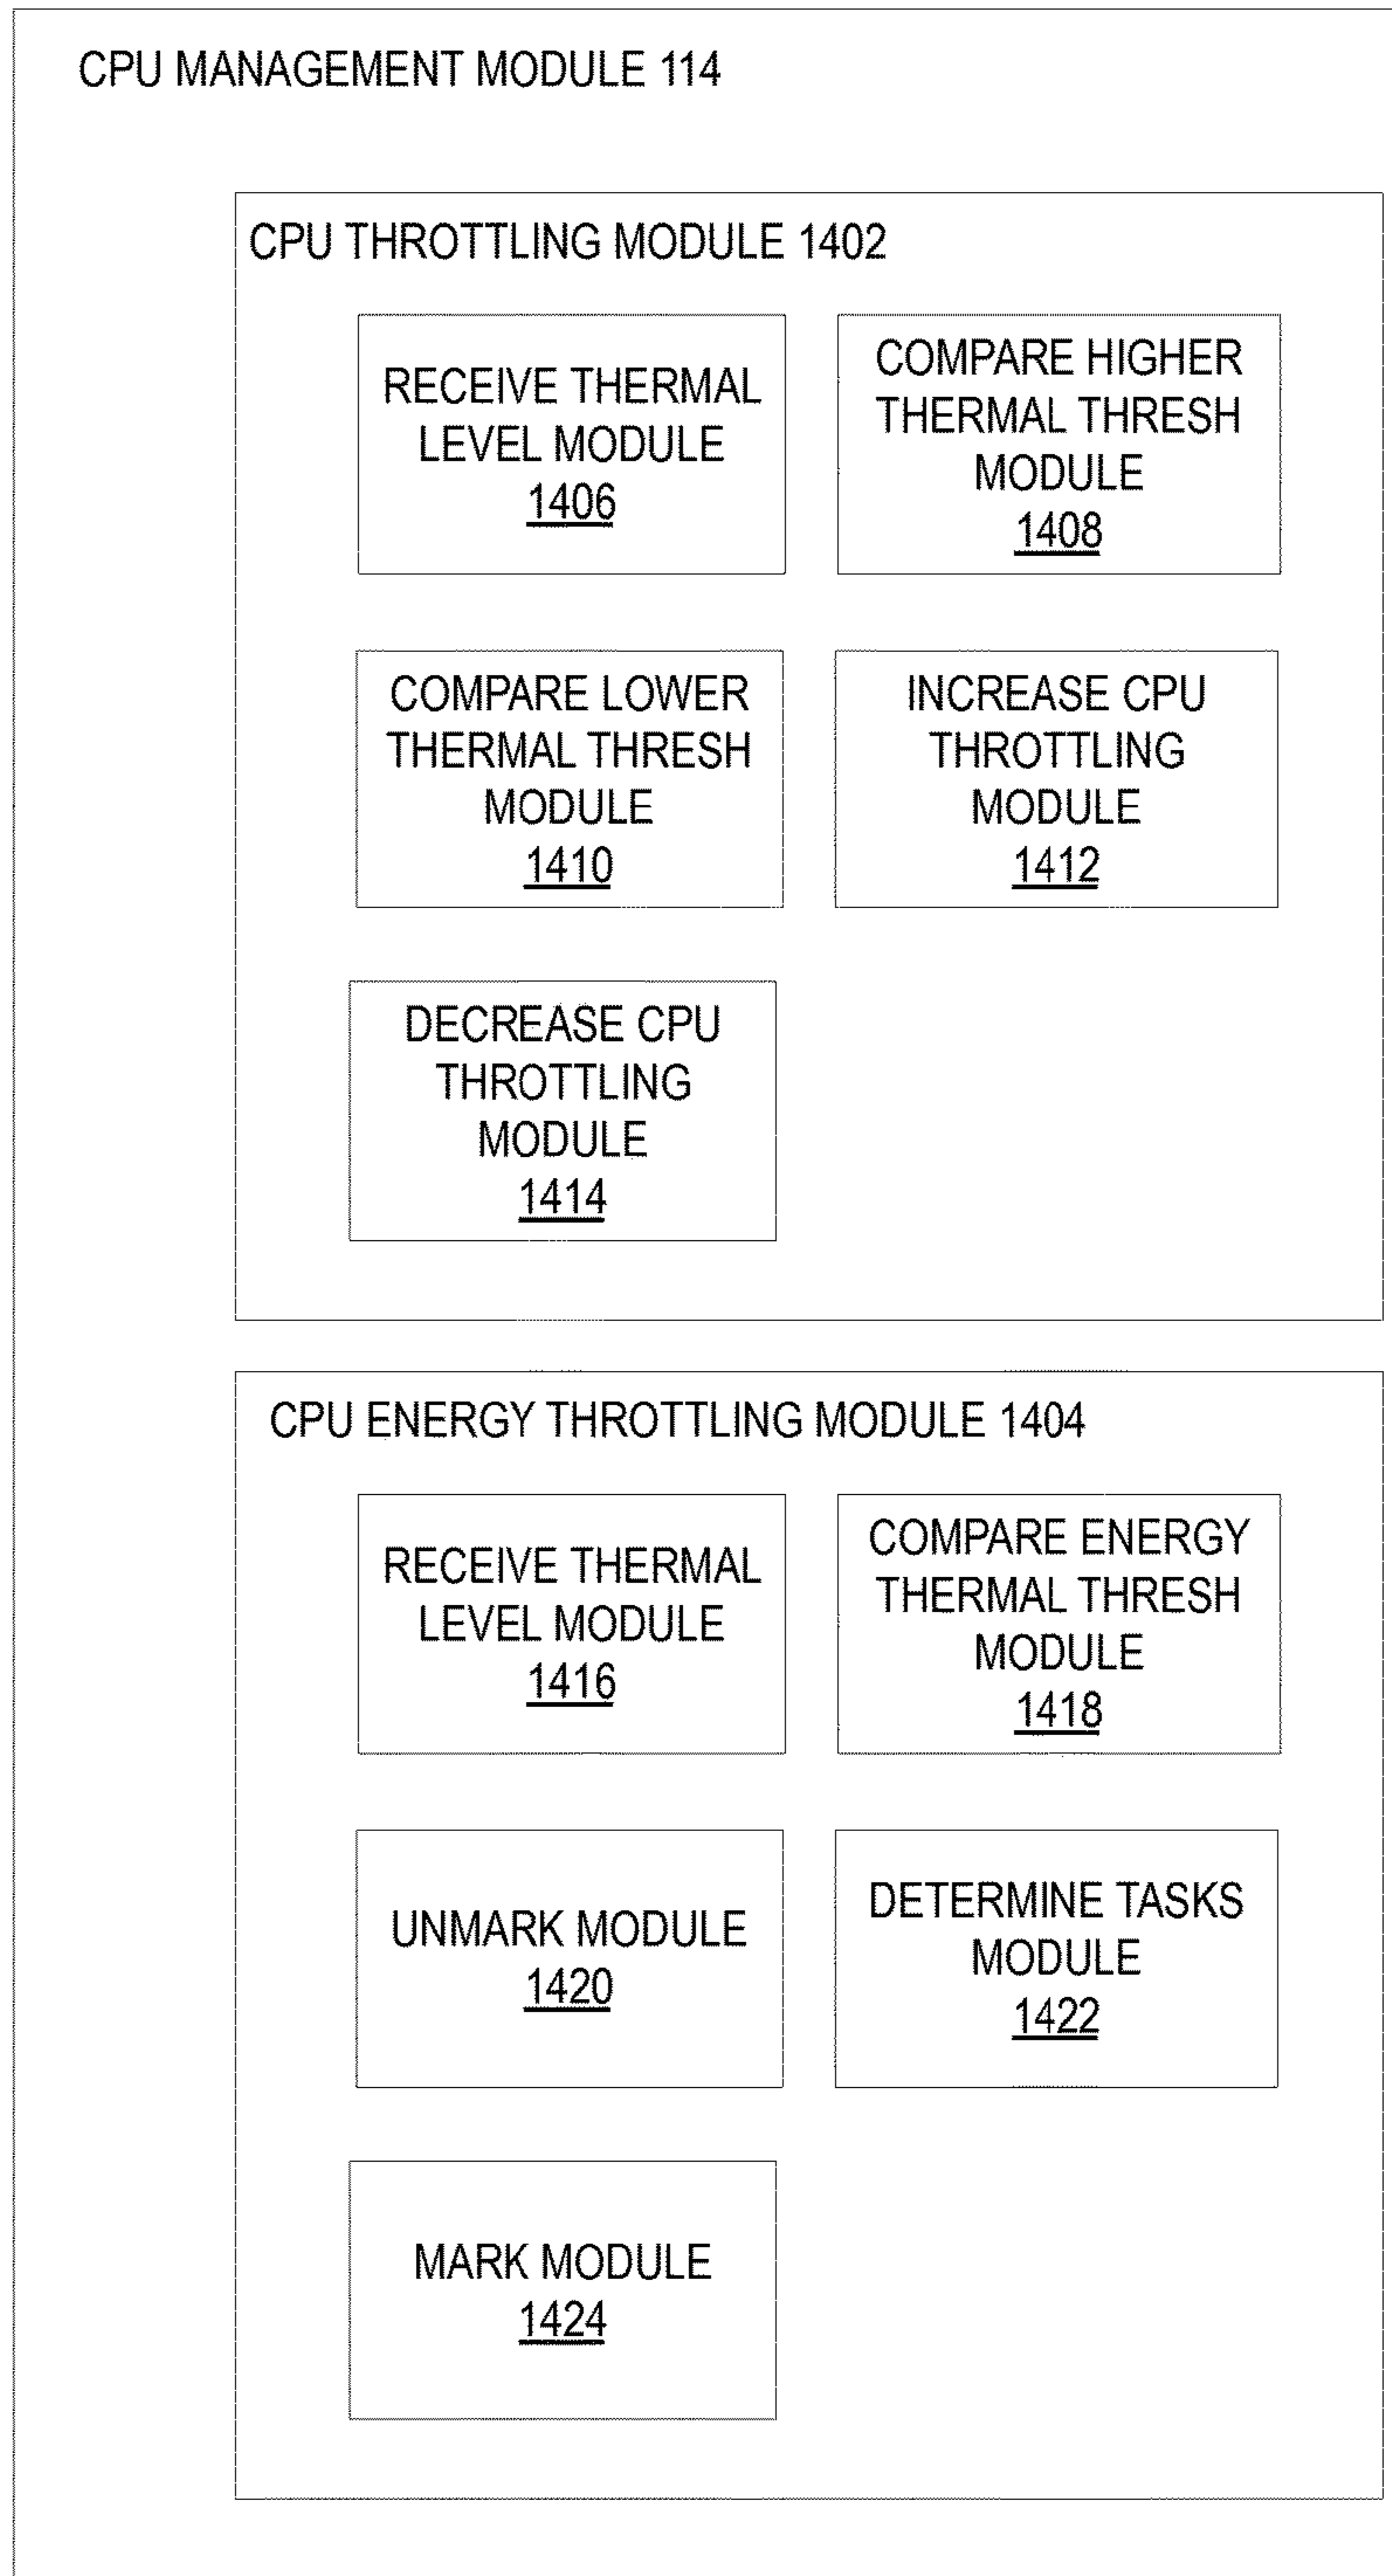 CPU MANAGEMENT MODULE 114
CPU THROTTLING MODULE 1402
RECEIVE THERMAL
LEVEL MODULE
1406
COMPARE HIGHER
THERMAL THRESH
MODULE
1408
COMPARE LOWER
THERMAL THRESH
MODULE
1410
INCREASE CPU
THROTTLING
MODULE
1412
DECREASE CPU
THROTTLING
MODULE
1414
CPU ENERGY THROTTLING MODULE 1404
RECEIVE THERMAL
LEVEL MODULE
1416
COMPARE ENERGY
THERMAL THRESH
MODULE
1418
UNMARK MODULE
1420
DETERMINE TASKS
MODULE
1422
MARK MODULE
1424